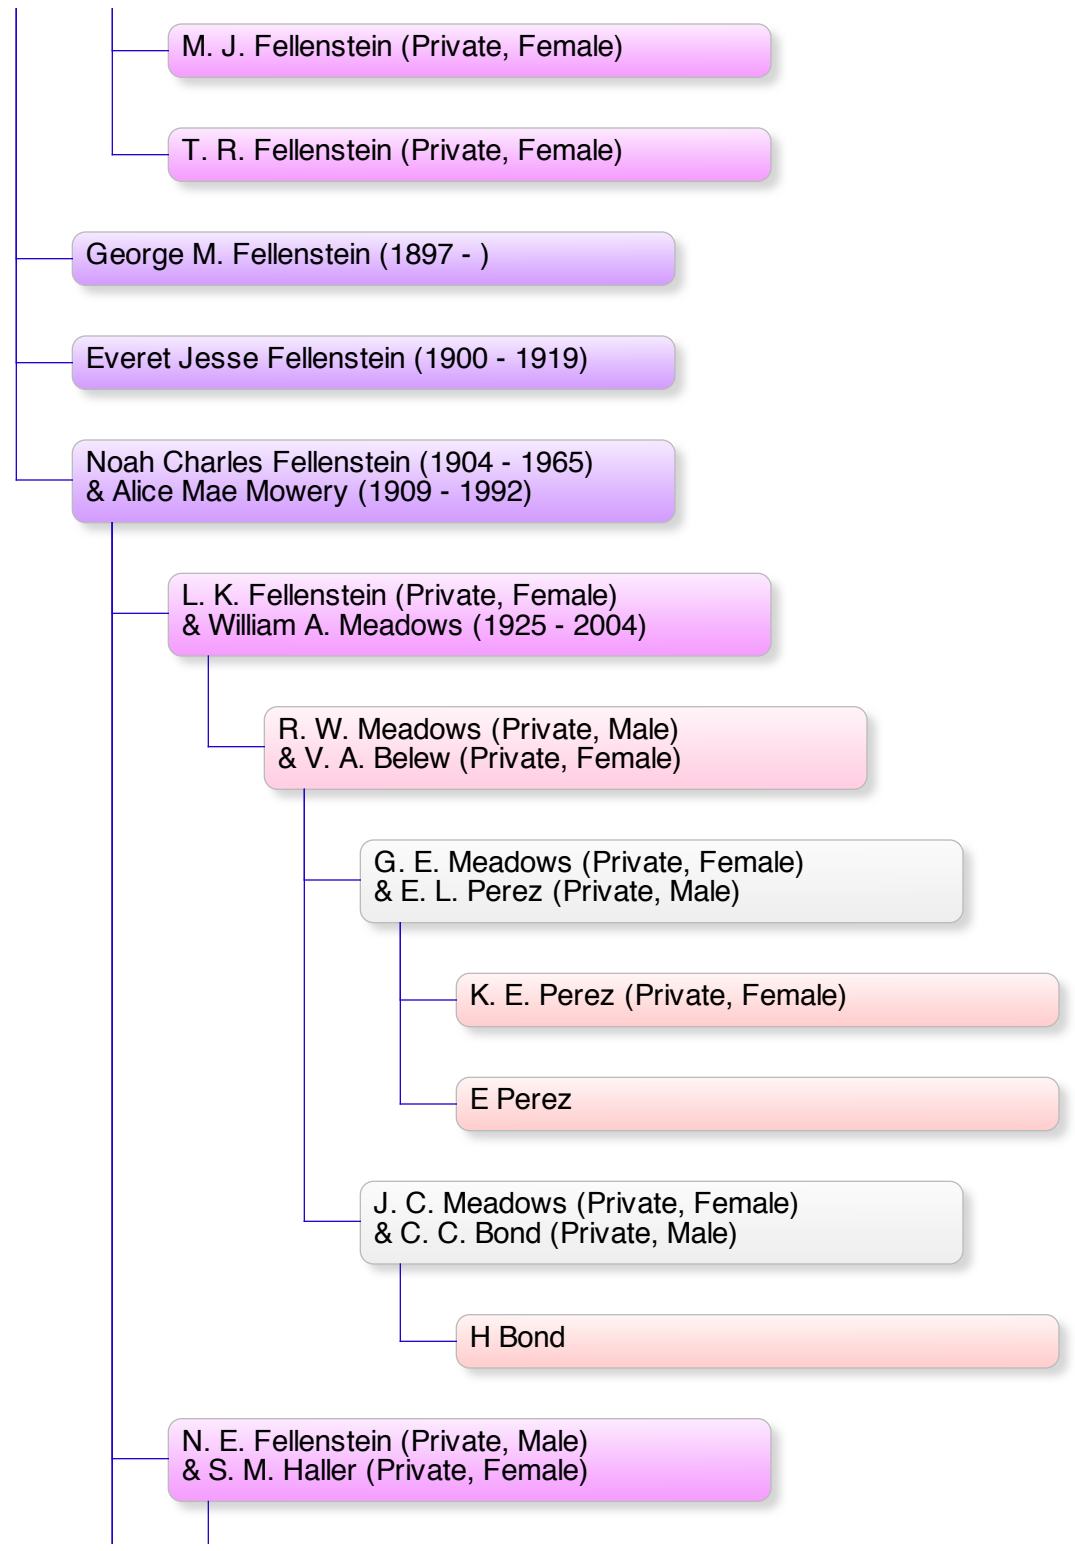 M. J. Fellenstein (Private, Female)
T. R. Fellenstein (Private, Female)
George M. Fellenstein (1897 - )
Everet Jesse Fellenstein (1900 - 1919)
Noah Charles Fellenstein (1904 - 1965)
& Alice Mae Mowery (1909 - 1992)
L. K. Fellenstein (Private, Female)
& William A. Meadows (1925 - 2004)
R. W. Meadows (Private, Male)
& V. A. Belew (Private, Female)
G. E. Meadows (Private, Female)
& E. L. Perez (Private, Male)
K. E. Perez (Private, Female)
E Perez
J. C. Meadows (Private, Female)
& C. C. Bond (Private, Male)
H Bond
N. E. Fellenstein (Private, Male)
& S. M. Haller (Private, Female)